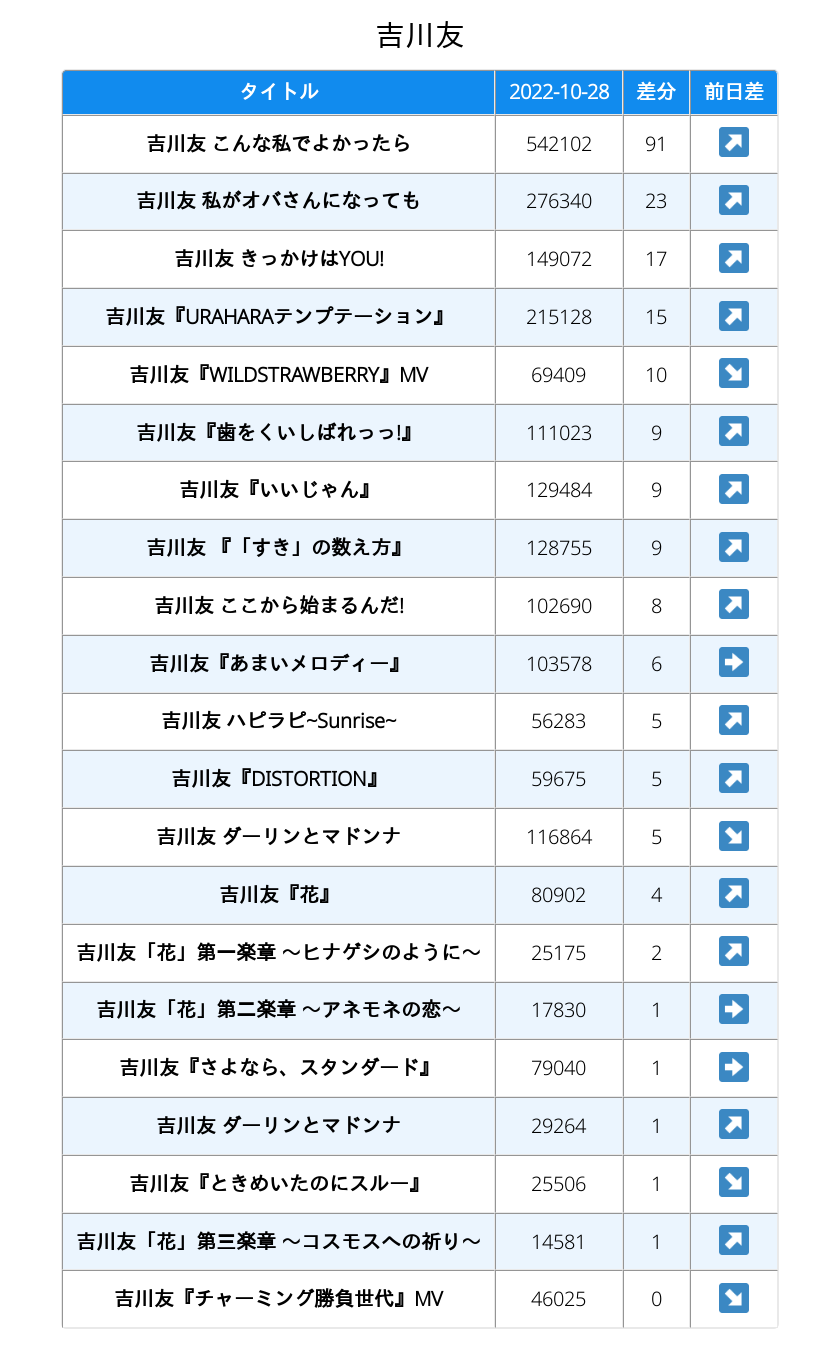 吉川友
タイトル 2022-10-28 差分 前日差
吉川友 こんな私でよかったら 542102 91
吉川友 私がオバさんになっても 276340 23
吉川友 きっかけはYOU! 149072 17
吉川友『URAHARAテンプテーション』 215128 15
吉川友『WILDSTRAWBERRY』MV 69409 10
吉川友『歯をくいしばれっっ!』 111023 9
吉川友『いいじゃん』 129484 9
吉川友 『「すき」の数え方』 128755 9
吉川友 ここから始まるんだ! 102690 8
吉川友『あまいメロディー』 103578 6
吉川友 ハピラピ~Sunrise~ 56283 5
吉川友『DISTORTION』 59675 5
吉川友 ダーリンとマドンナ 116864 5
吉川友『花』 80902 4
吉川友「花」第一楽章 〜ヒナゲシのように〜 25175 2
吉川友「花」第二楽章 〜アネモネの恋〜 17830 1
吉川友『さよなら、スタンダード』 79040 1
吉川友 ダーリンとマドンナ 29264 1
吉川友『ときめいたのにスルー』 25506 1
吉川友「花」第三楽章 〜コスモスへの祈り〜 14581 1
吉川友『チャーミング勝負世代』MV 46025 0